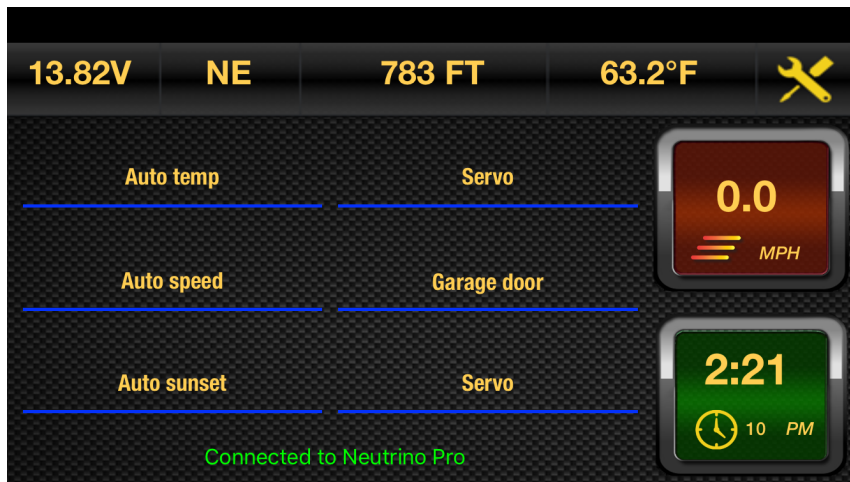 13.82V NE 783 FT 63.2°F
Auto temp Servo
0.0
MPH
Auto speed Garage door
Auto sunset Servo
2:21
10 PM
Connected to Neutrino Pro